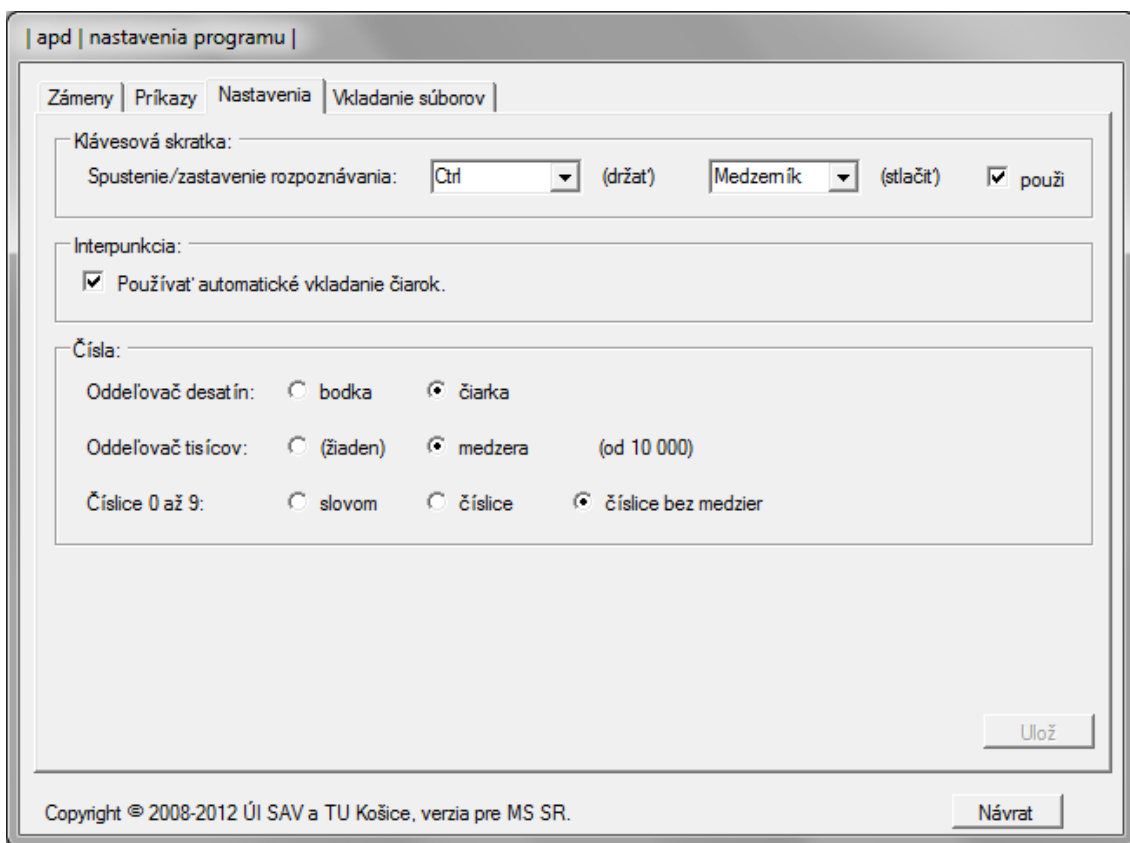 | apd | nastavenia programu |
Zámeny Príkazy Nastavenia Vkladanie súborov
Klávesová skratka:
Spustenie/zastavenie rozpoznávania: Ctrl (držať) Medzerník (stlačiť) použi
Interpunkcia:
Používať automatické vkladanie čiarok.
Čísla:
Oddeľovač desatín: bodka čiarka
Oddeľovač tisícov: (žiaden) medzera (od 10 000)
Číslice 0 až 9: slovom číslice číslice bez medzier
Ulož
Copyright © 2008-2012 ÚI SAV a TU Košice, verzia pre MS SR. Návrat